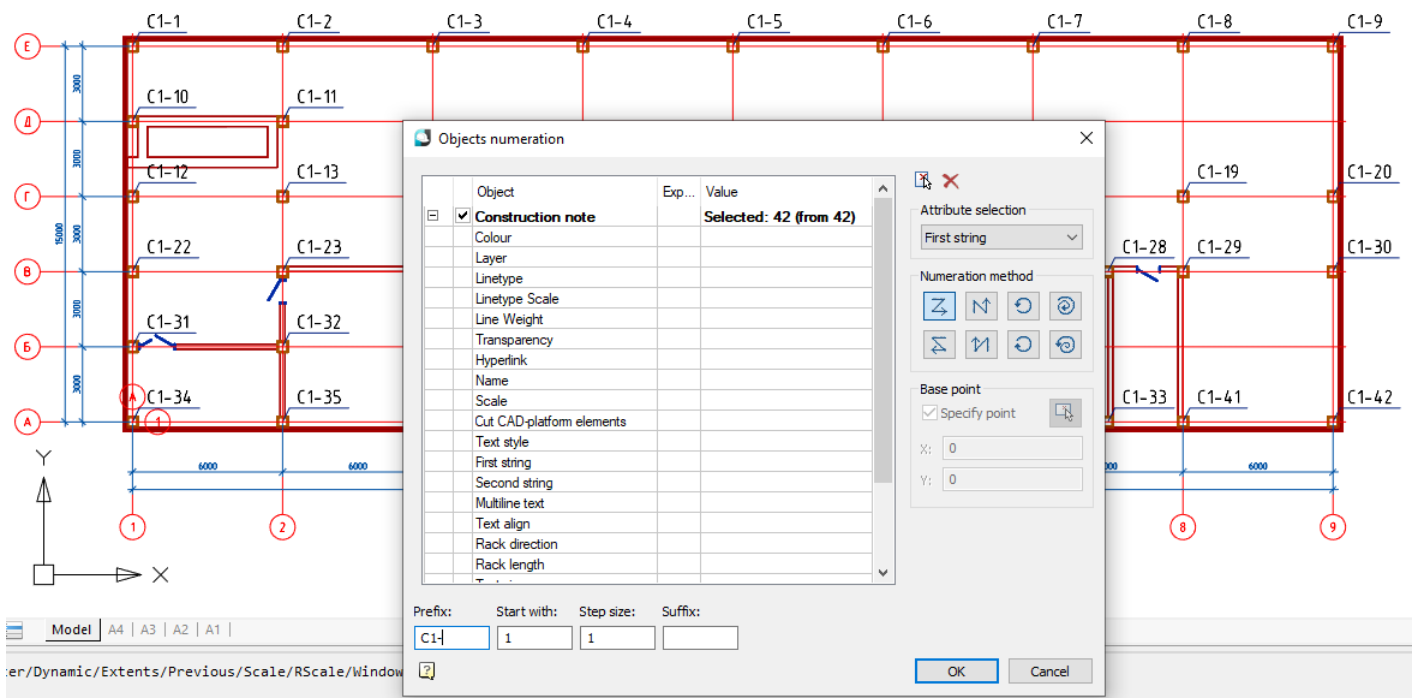 C1-1 C1-2 C1-3 C1-4 C1-5 C1-6 C1-7 C1-8 C1-9
Е
3000
C1-10 C1-11
Д
3000
C1-12 C1-13 C1-19 C1-20
Г
15000
3000
C1-22 C1-23 C1-28 C1-29 C1-30
В
3000
C1-31 C1-32
Б
3000
А
C1-34 C1-35 C1-33 C1-41 C1-42
А
1
Y
6000 6000 000 6000
1 2 8 9
X
Objects numeration
Object Exp... Value
Construction note Selected: 42 (from 42)
Colour
Layer
Linetype
Linetype Scale
Line Weight
Transparency
Hyperlink
Name
Scale
Cut CAD-platform elements
Text style
First string
Second string
Multiline text
Text align
Rack direction
Rack length
Attribute selection
First string
Numeration method
Base point
Specify point
X: 0
Y: 0
Prefix: Start with: Step size: Suffix:
C1- 1 1
OK Cancel
Model A4 | A3 | A2 | A1 |
er/Dynamic/Extents/Previous/Scale/RScale/Window